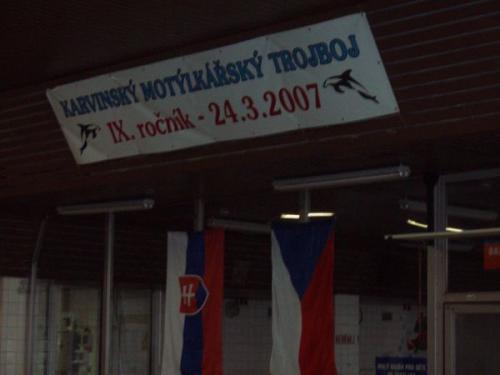 KARVINSKÝ MOTÝLKÁŘSKÝ TROJBOJ
IX. ročník - 24.3.2007